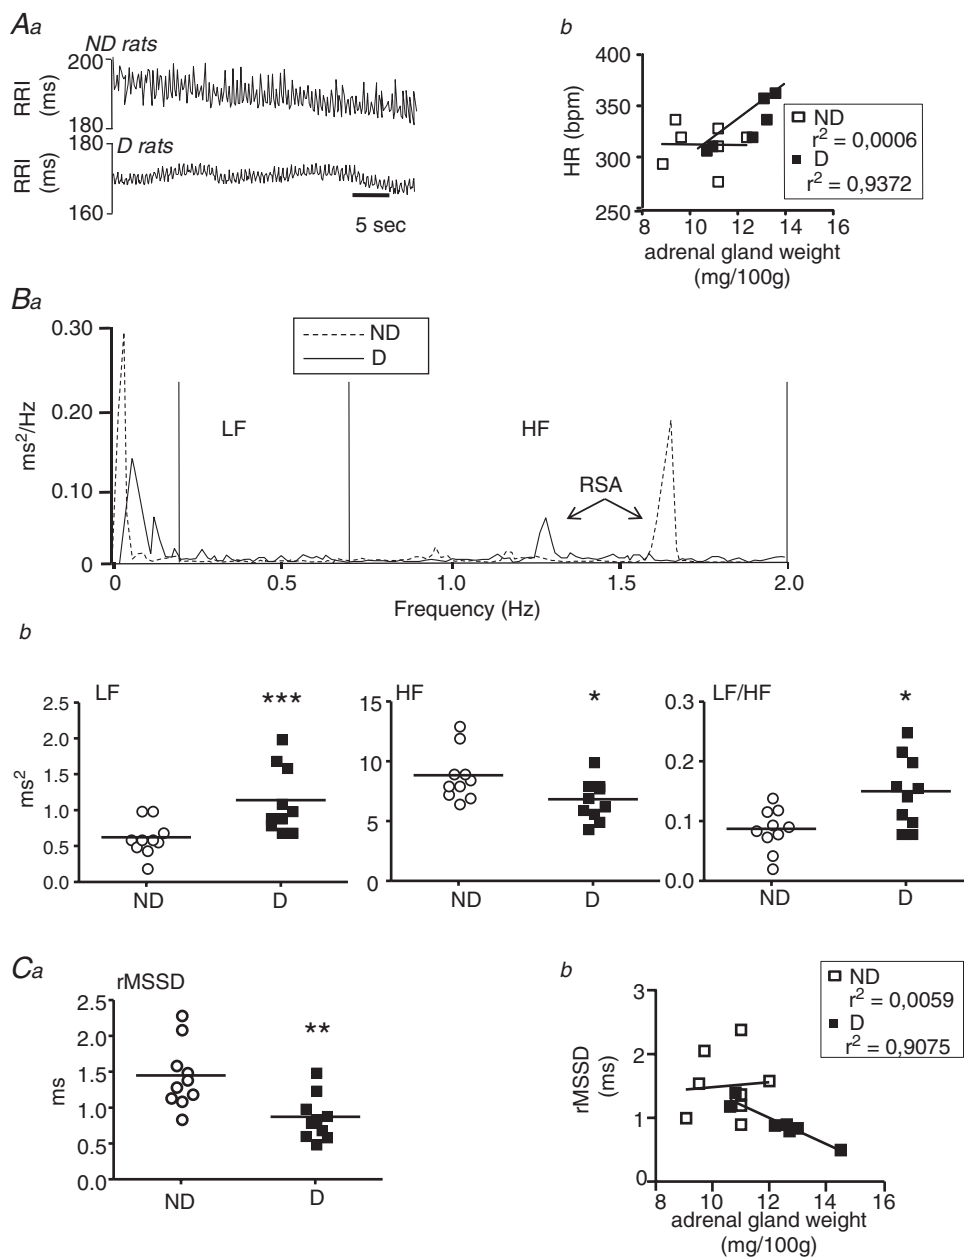 Aa
ND rats
200
RRI
(ms)
180
D rats
180
RRI
(ms)
160
5 sec
b
400
350
300
250
HR (bpm)
ND
r² = 0,0006
D
r² = 0,9372
8 10 12 14 16
adrenal gland weight
(mg/100g)
Ba
0.30
0.20
0.10
0
ms²/Hz
ND
D
LF
HF
RSA
0 0.5 1.0 1.5 2.0
Frequency (Hz)
b
LF
***
2.5
2.0
1.5
1.0
0.5
0.0
ms²
ND D
HF
*
15
10
5
0
ND D
LF/HF
*
0.3
0.2
0.1
0.0
ND D
Ca
rMSSD
**
2.5
2.0
1.5
1.0
0.5
0.0
ms
ND D
b
ND
r² = 0,0059
D
r² = 0,9075
3
2
1
0
rMSSD
(ms)
8 10 12 14 16
adrenal gland weight
(mg/100g)